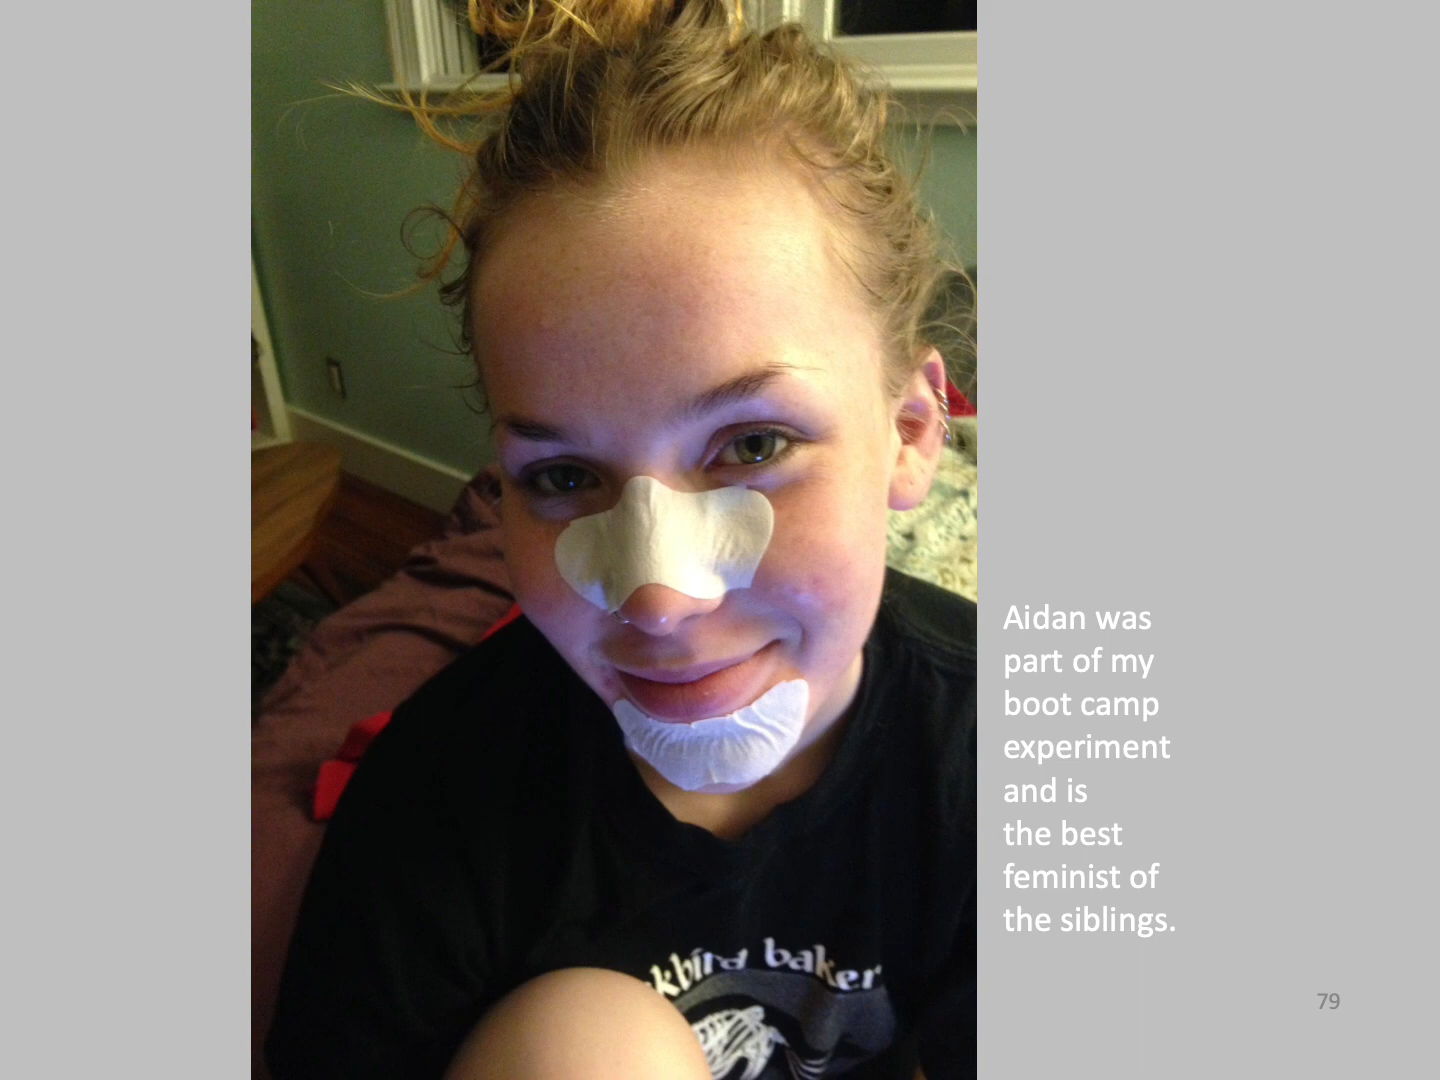 Aidan was
part of my
boot camp
experiment
and is
the best
feminist of
the siblings.
79